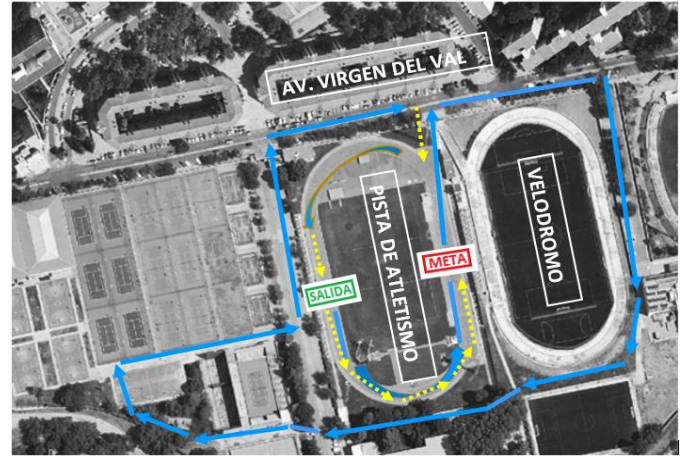 AV. VIRGEN DEL VAL
PISTA DE ATLETISMO
VELODROMO
SALIDA
META